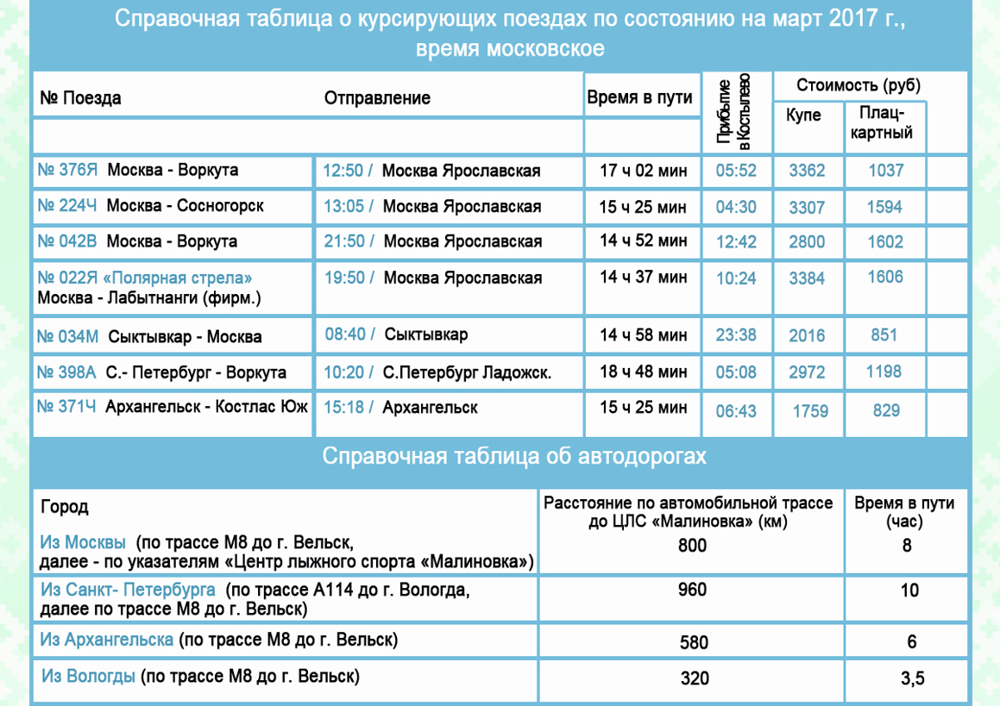 Справочная таблица о курсирующих поездах по состоянию на март 2017 г.,
время московское
№ Поезда Отправление Время в пути Прибытие в Костылево Стоимость (руб)
Купе Плац-
картный
№ 376Я Москва - Воркута 12:50 / Москва Ярославская 17 ч 02 мин 05:52 3362 1037
№ 224Ч Москва - Сосногорск 13:05 / Москва Ярославская 15 ч 25 мин 04:30 3307 1594
№ 042В Москва - Воркута 21:50 / Москва Ярославская 14 ч 52 мин 12:42 2800 1602
№ 022Я «Полярная стрела» 19:50 / Москва Ярославская 14 ч 37 мин 10:24 3384 1606
Москва - Лабытнанги (фирм.)
№ 034М Сыктывкар - Москва 08:40 / Сыктывкар 14 ч 58 мин 23:38 2016 851
№ 398А С.- Петербург - Воркута 10:20 / С.Петербург Ладожск. 18 ч 48 мин 05:08 2972 1198
№ 371Ч Архангельск - Костлас Юж 15:18 / Архангельск 15 ч 25 мин 06:43 1759 829
Справочная таблица об автодорогах
Город Расстояние по автомобильной трассе Время в пути
до ЦЛС «Малиновка» (км) (час)
Из Москвы (по трассе М8 до г. Вельск, 800 8
далее - по указателям «Центр лыжного спорта «Малиновка»)
Из Санкт- Петербурга (по трассе А114 до г. Вологда, 960 10
далее по трассе М8 до г. Вельск)
Из Архангельска (по трассе М8 до г. Вельск) 580 6
Из Вологды (по трассе М8 до г. Вельск) 320 3,5